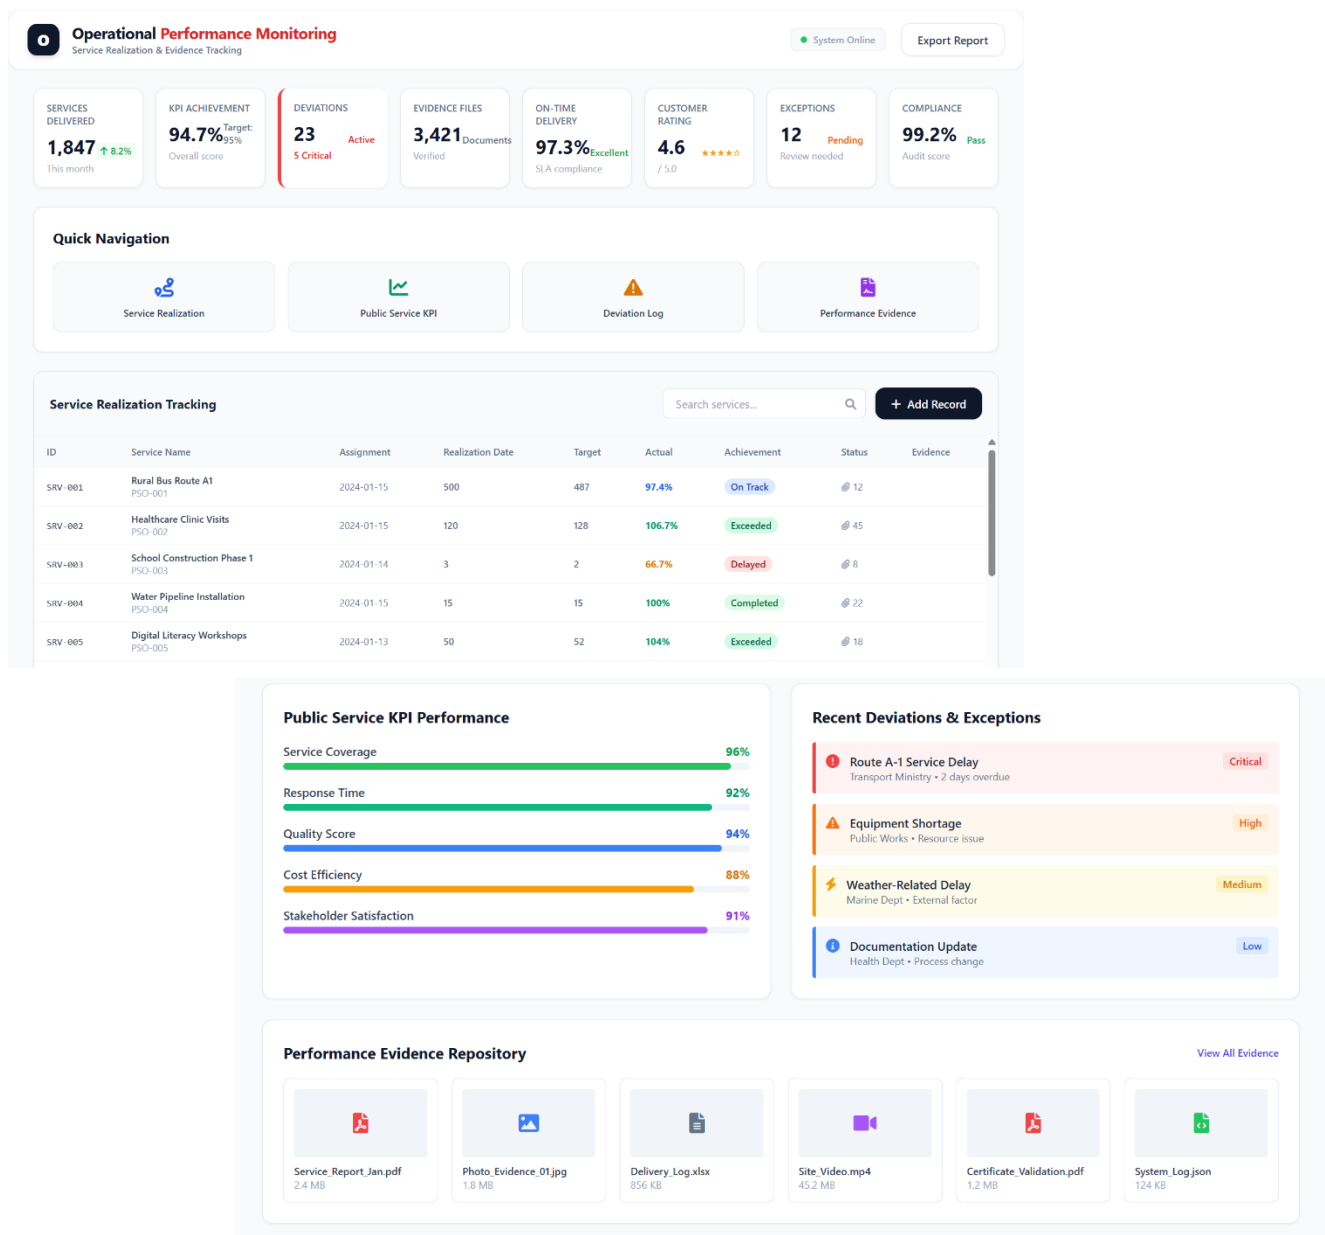 O
Operational Performance Monitoring
Service Realization & Evidence Tracking
System Online
Export Report
SERVICES DELIVERED
1,847 ↑ 8.2%
This month
KPI ACHIEVEMENT
94.7% Target: 95%
Overall score
DEVIATIONS
23 Active
5 Critical
EVIDENCE FILES
3,421 Documents
Verified
ON-TIME DELIVERY
97.3% Excellent
SLA compliance
CUSTOMER RATING
4.6 ★★★★☆
/ 5.0
EXCEPTIONS
12 Pending
Review needed
COMPLIANCE
99.2% Pass
Audit score
Quick Navigation
Service Realization
Public Service KPI
Deviation Log
Performance Evidence
Service Realization Tracking
Search services...
+ Add Record
ID Service Name Assignment Realization Date Target Actual Achievement Status Evidence
SRV-001 Rural Bus Route A1 2024-01-15 500 487 97.4% On Track 12
PSO-001
SRV-002 Healthcare Clinic Visits 2024-01-15 120 128 106.7% Exceeded 45
PSO-002
SRV-003 School Construction Phase 1 2024-01-14 3 2 66.7% Delayed 8
PSO-003
SRV-004 Water Pipeline Installation 2024-01-15 15 15 100% Completed 22
PSO-004
SRV-005 Digital Literacy Workshops 2024-01-13 50 52 104% Exceeded 18
PSO-005
Public Service KPI Performance
Service Coverage 96%
Response Time 92%
Quality Score 94%
Cost Efficiency 88%
Stakeholder Satisfaction 91%
Recent Deviations & Exceptions
Route A-1 Service Delay Critical
Transport Ministry • 2 days overdue
Equipment Shortage High
Public Works • Resource issue
Weather-Related Delay Medium
Marine Dept • External factor
Documentation Update Low
Health Dept • Process change
Performance Evidence Repository
View All Evidence
Service_Report_Jan.pdf
2.4 MB
Photo_Evidence_01.jpg
1.8 MB
Delivery_Log.xlsx
856 KB
Site_Video.mp4
45.2 MB
Certificate_Validation.pdf
1.2 MB
System_Log.json
124 KB